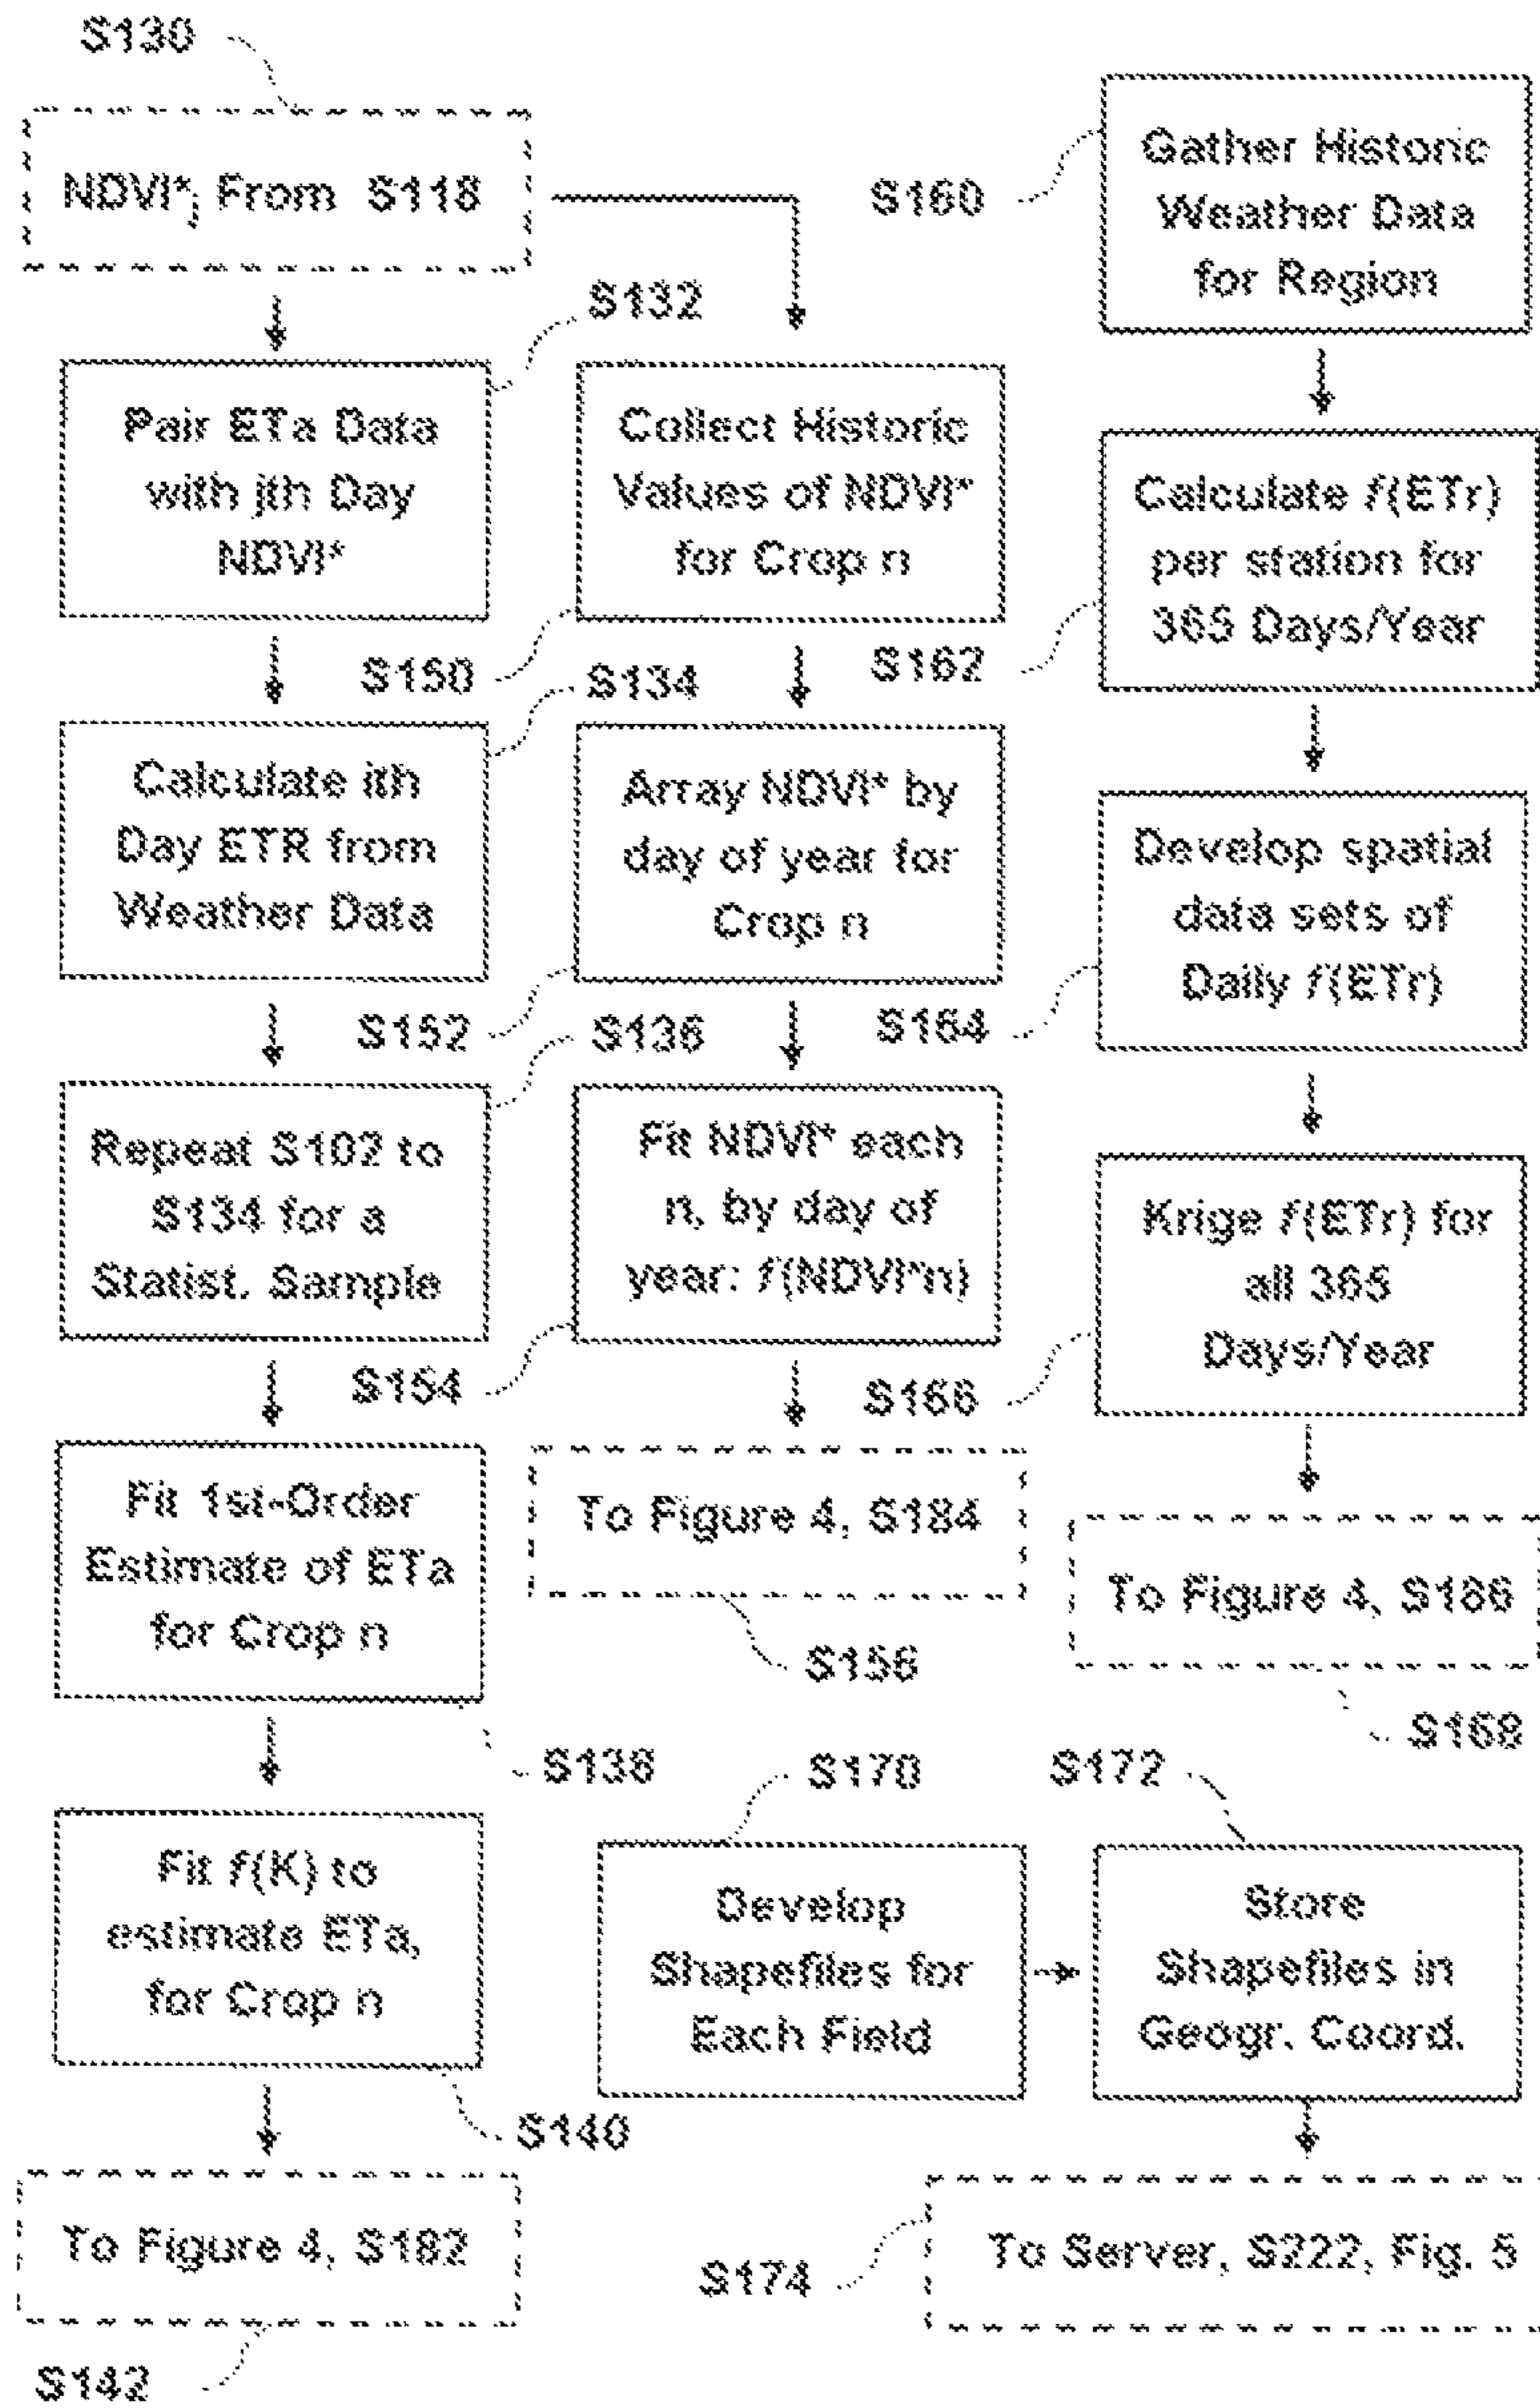 S130
NDVI*j From S118
S132
Pair ETa Data
with jth Day
NDVI*
S134
Calculate ith
Day ETR from
Weather Data
S136
Repeat S102 to
S134 for a
Statist. Sample
Fit 1st-Order
Estimate of ETa
for Crop n
S138
Fit f(K) to
estimate ETa,
for Crop n
S140
To Figure 4, S182
S142
Collect Historic
Values of NDVI*
for Crop n
S150
Array NDVI* by
day of year for
Crop n
S152
Fit NDVI* each
n, by day of
year: f(NDVI*n)
S154
To Figure 4, S184
S156
S160
Gather Historic
Weather Data
for Region
Calculate f(ETr)
per station for
365 Days/Year
S162
Develop spatial
data sets of
Daily f(ETr)
S164
Krige f(ETr) for
all 365
Days/Year
S166
To Figure 4, S186
S168
S170
Develop
Shapefiles for
Each Field
S172
Store
Shapefiles in
Geogr. Coord.
To Server, S222, Fig. 5
S174